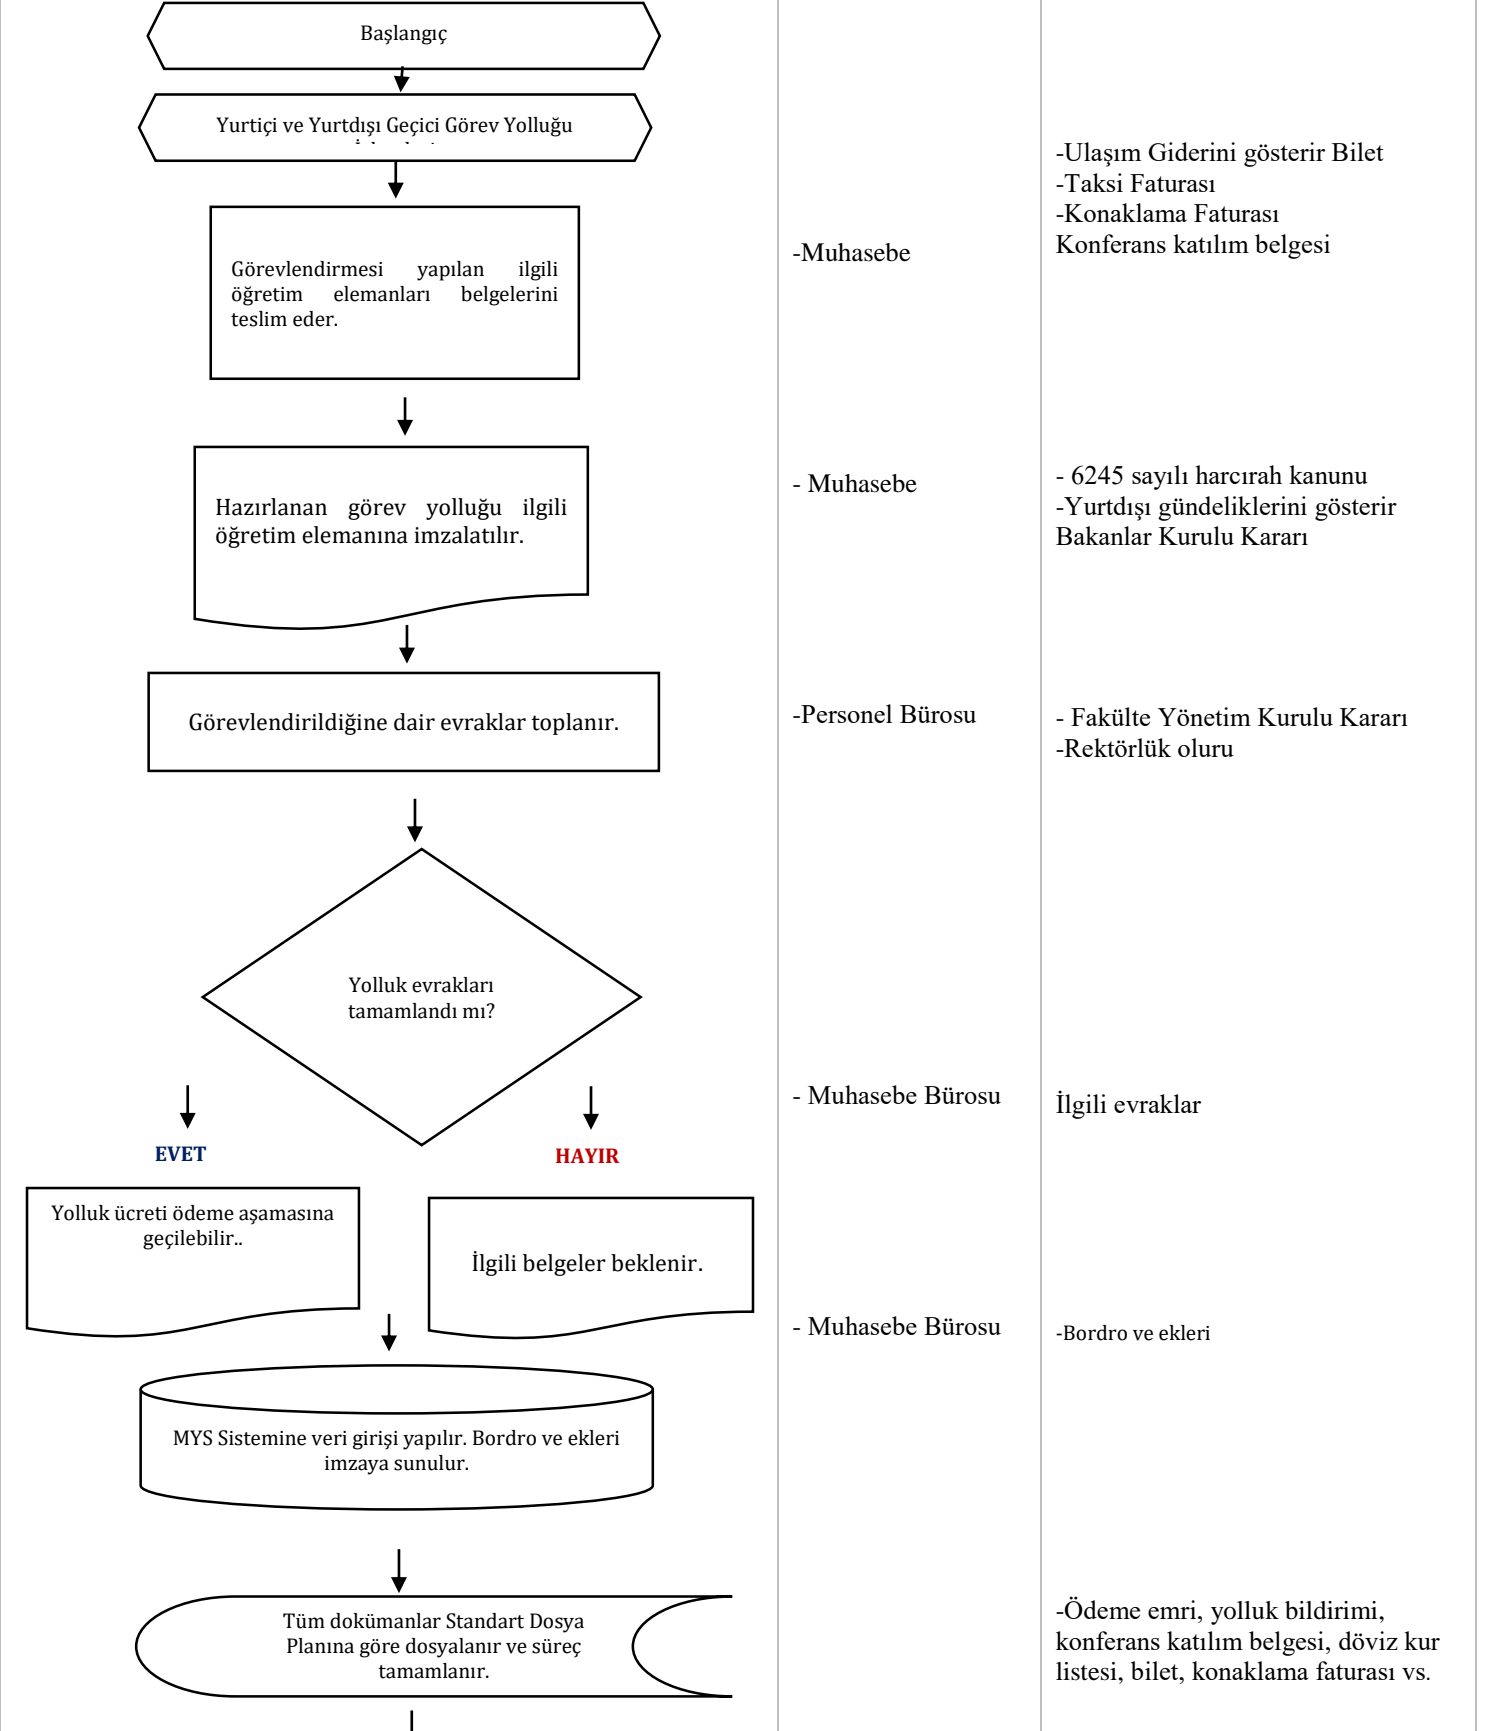 Başlangıç
Yurtiçi ve Yurtdışı Geçici Görev Yolluğu
-Ulaşım Giderini gösterir Bilet
-Taksi Faturası
-Konaklama Faturası
Konferans katılım belgesi
-Muhasebe
Görevlendirmesi yapılan ilgili
öğretim elemanları belgelerini
teslim eder.
Hazırlanan görev yolluğu ilgili
öğretim elemanına imzalatılır.
- Muhasebe
- 6245 sayılı harcırah kanunu
-Yurtdışı gündeliklerini gösterir
Bakanlar Kurulu Kararı
Görevlendirildiğine dair evraklar toplanır.
-Personel Bürosu
- Fakülte Yönetim Kurulu Kararı
-Rektörlük oluru
Yolluk evrakları
tamamlandı mı?
- Muhasebe Bürosu
İlgili evraklar
EVET
HAYIR
Yolluk ücreti ödeme aşamasına
geçilebilir..
İlgili belgeler beklenir.
- Muhasebe Bürosu
-Bordro ve ekleri
MYS Sistemine veri girişi yapılır. Bordro ve ekleri
imzaya sunulur.
Tüm dokümanlar Standart Dosya
Planına göre dosyalanır ve süreç
tamamlanır.
-Ödeme emri, yolluk bildirimi,
konferans katılım belgesi, döviz kur
listesi, bilet, konaklama faturası vs.